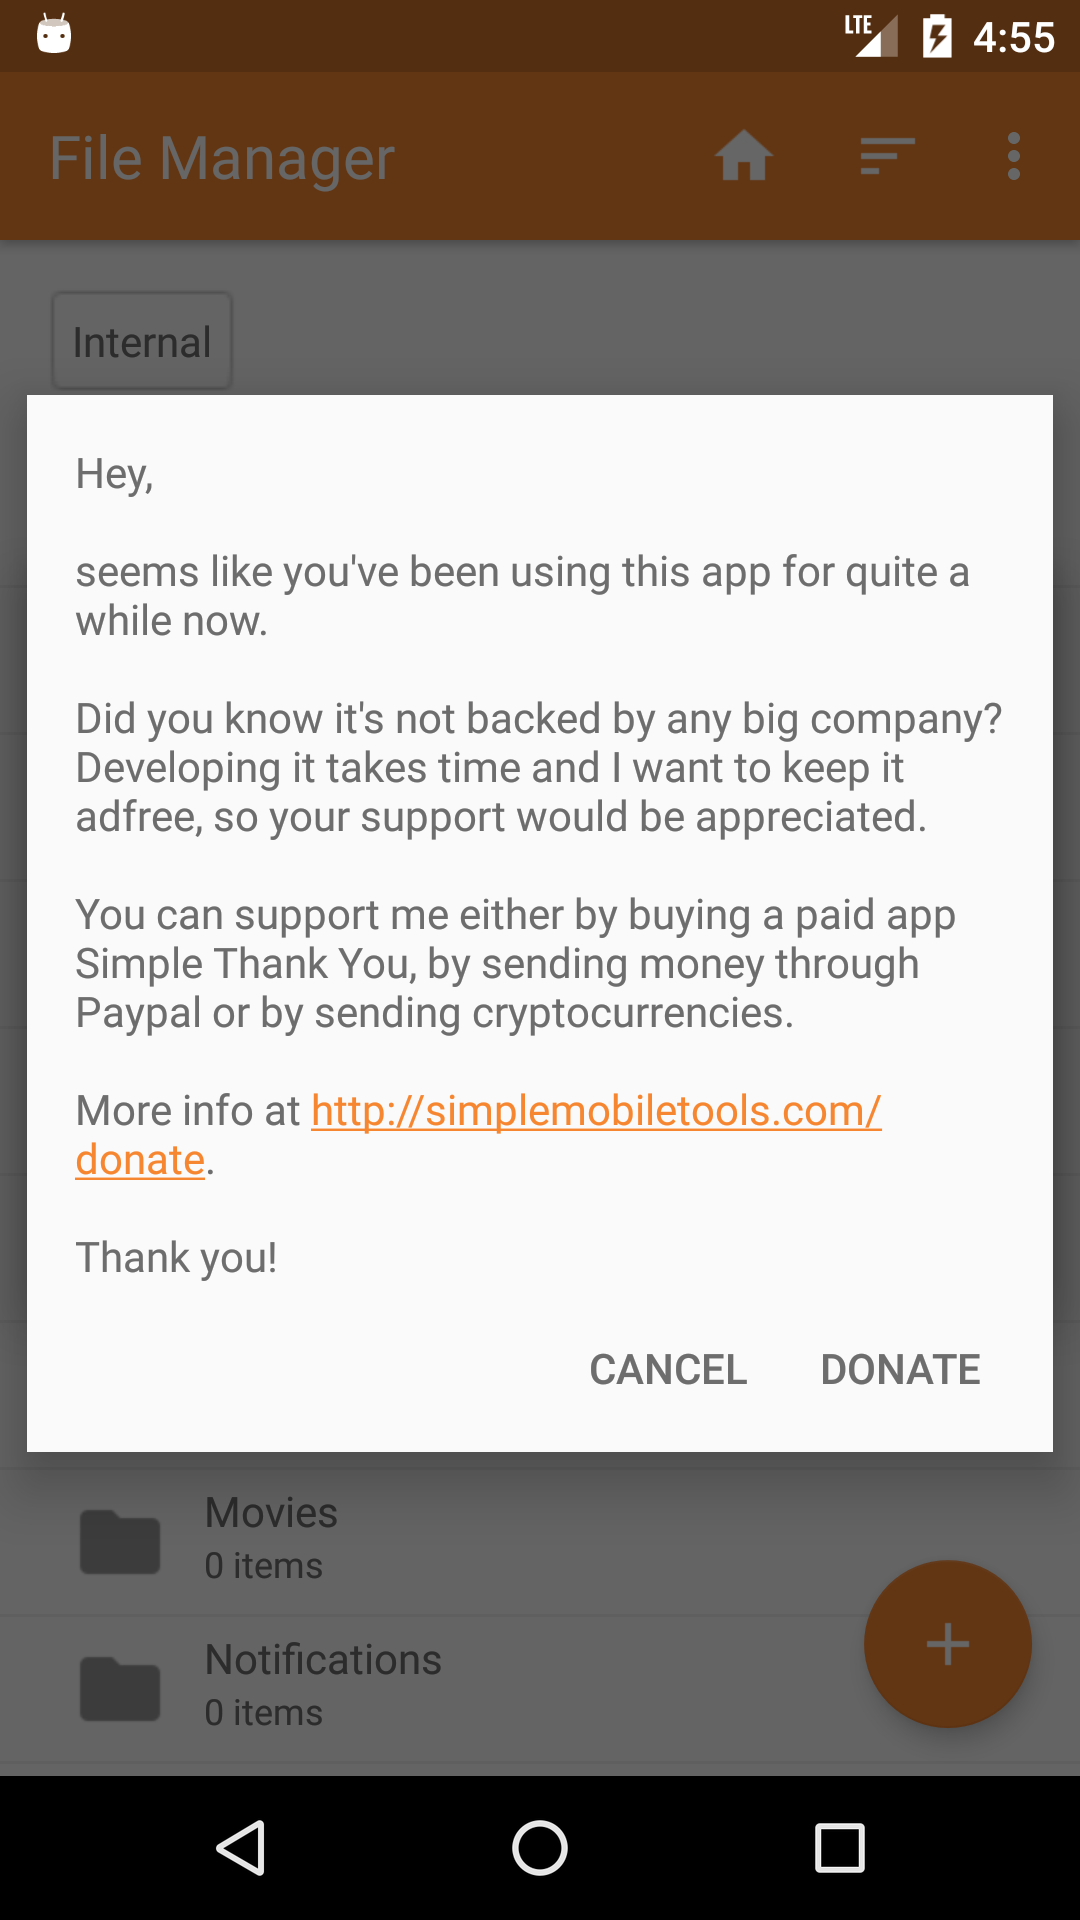 LTE 4:55
File Manager
Internal
Hey,
seems like you've been using this app for quite a
while now.
Did you know it's not backed by any big company?
Developing it takes time and I want to keep it
adfree, so your support would be appreciated.
You can support me either by buying a paid app
Simple Thank You, by sending money through
Paypal or by sending cryptocurrencies.
More info at http://simplemobiletools.com/
donate.
Thank you!
CANCEL DONATE
Movies
0 items
Notifications
0 items